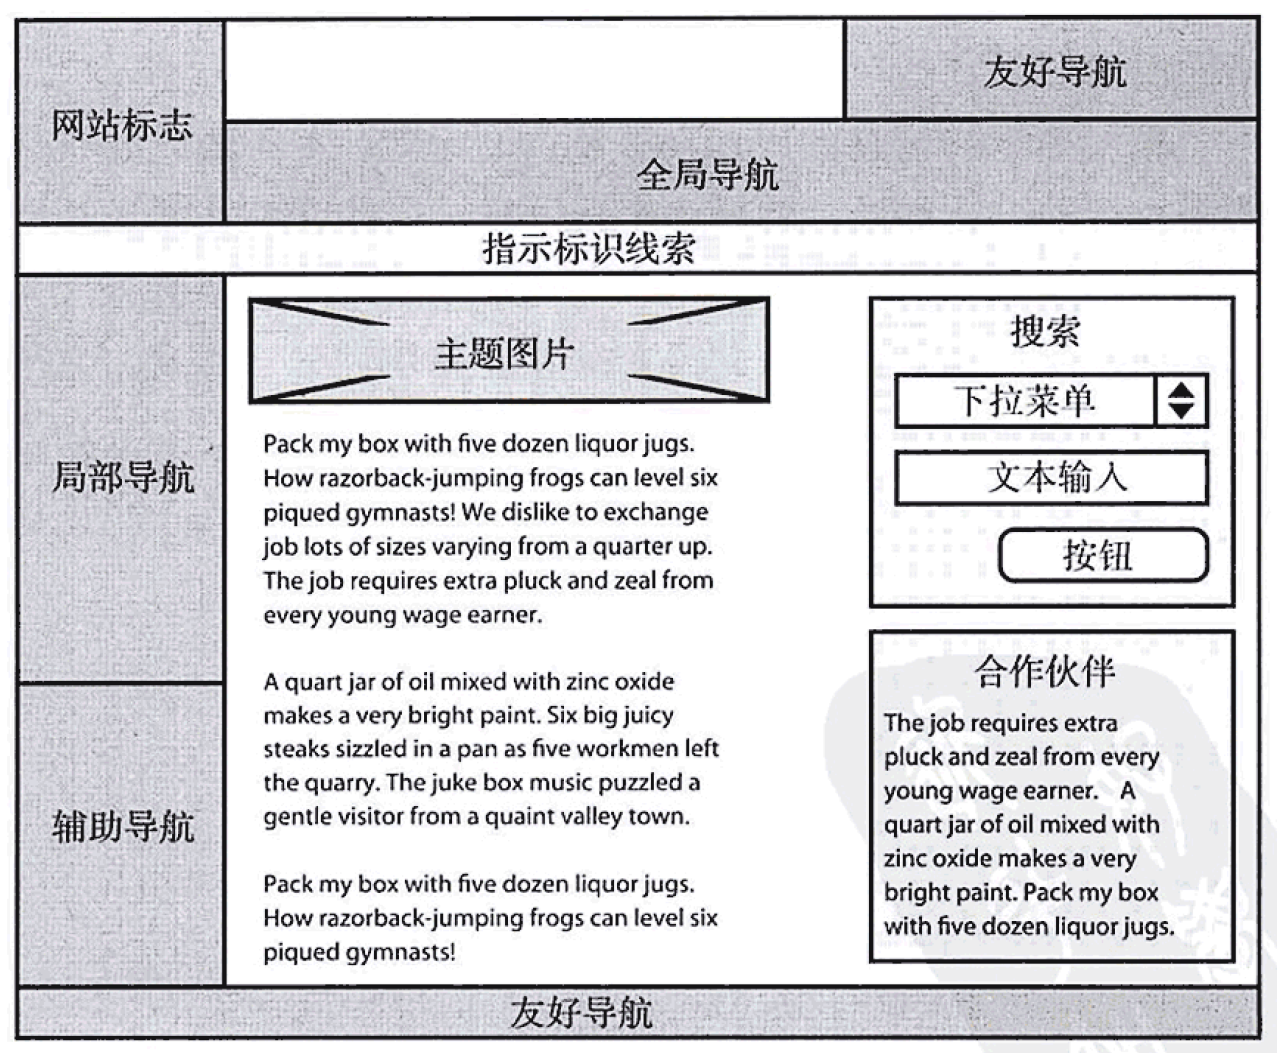 网站标志
友好导航
全局导航
指示标识线索
局部导航
辅助导航
主题图片
Pack my box with five dozen liquor jugs.
How razorback-jumping frogs can level six
piqued gymnasts! We dislike to exchange
job lots of sizes varying from a quarter up.
The job requires extra pluck and zeal from
every young wage earner.
A quart jar of oil mixed with zinc oxide
makes a very bright paint. Six big juicy
steaks sizzled in a pan as five workmen left
the quarry. The juke box music puzzled a
gentle visitor from a quaint valley town.
Pack my box with five dozen liquor jugs.
How razorback-jumping frogs can level six
piqued gymnasts!
搜索
下拉菜单
文本输入
按钮
合作伙伴
The job requires extra
pluck and zeal from every
young wage earner. A
quart jar of oil mixed with
zinc oxide makes a very
bright paint. Pack my box
with five dozen liquor jugs.
友好导航